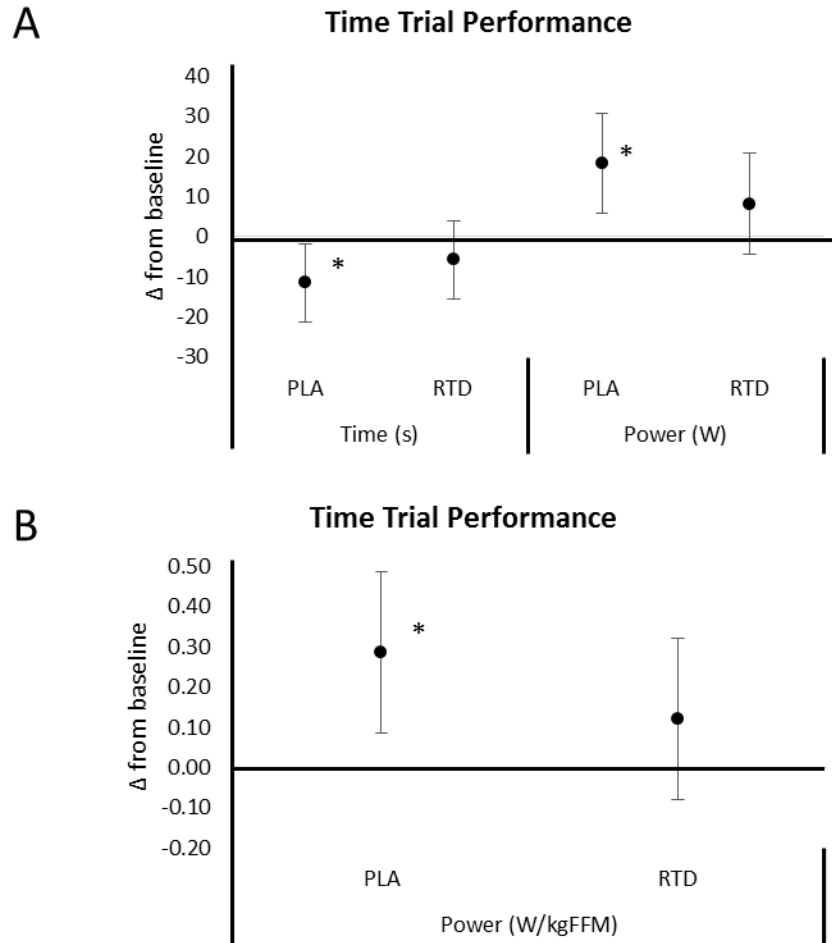 A
Time Trial Performance
40
30
20
10
0
-10
-20
-30
Δ from baseline
*
*
PLA
RTD
PLA
RTD
Time (s)
Power (W)
B
Time Trial Performance
0.50
0.40
0.30
0.20
0.10
0.00
-0.10
-0.20
Δ from baseline
*
PLA
RTD
Power (W/kgFFM)